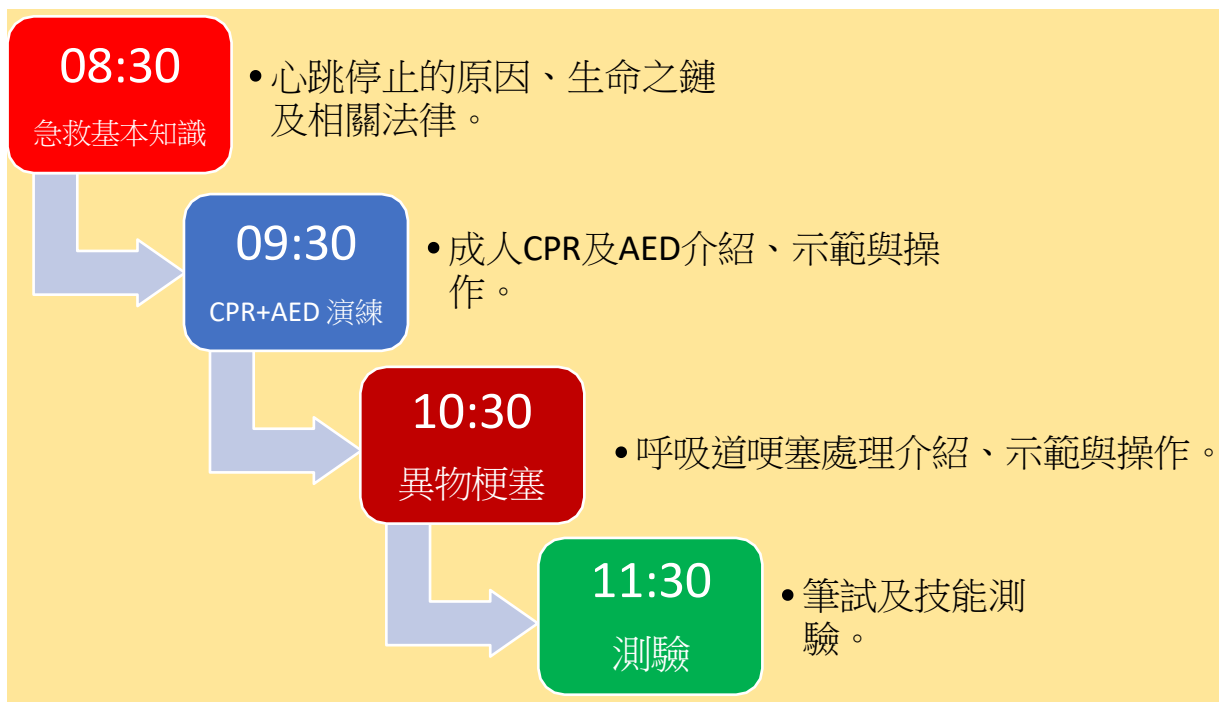 08:30
急救基本知識
•心跳停止的原因、生命之鏈
及相關法律。
09:30
CPR+AED 演練
•成人CPR及AED介紹、示範與操
作。
10:30
異物梗塞
•呼吸道哽塞處理介紹、示範與操作。
11:30
測驗
•筆試及技能測
驗。